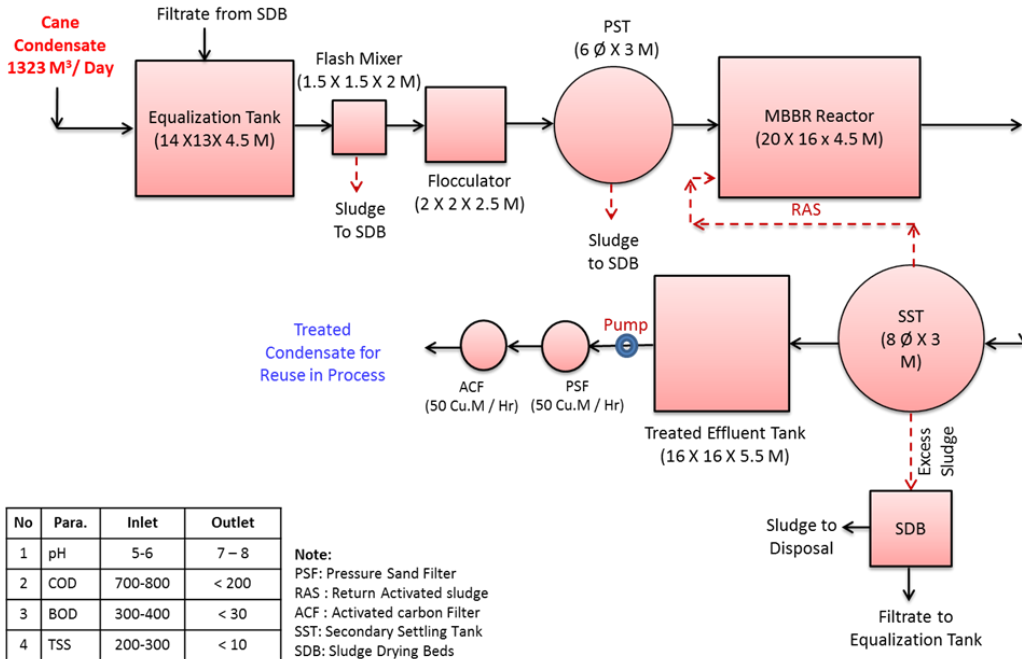 Cane
Condensate
1323 M³/ Day
Filtrate from SDB
Equalization Tank
(14 X13X 4.5 M)
Flash Mixer
(1.5 X 1.5 X 2 M)
Sludge
To SDB
Flocculator
(2 X 2 X 2.5 M)
PST
(6 Ø X 3 M)
Sludge
to SDB
MBBR Reactor
(20 X 16 x 4.5 M)
RAS
SST
(8 Ø X 3
M)
Treated
Condensate for
Reuse in Process
ACF
(50 Cu.M / Hr)
PSF
(50 Cu.M / Hr)
Pump
Treated Effluent Tank
(16 X 16 X 5.5 M)
Excess
Sludge
SDB
Sludge to
Disposal
Filtrate to
Equalization Tank
No Para. Inlet Outlet
1 pH 5-6 7 – 8
2 COD 700-800 < 200
3 BOD 300-400 < 30
4 TSS 200-300 < 10
Note:
PSF: Pressure Sand Filter
RAS : Return Activated sludge
ACF : Activated carbon Filter
SST: Secondary Settling Tank
SDB: Sludge Drying Beds